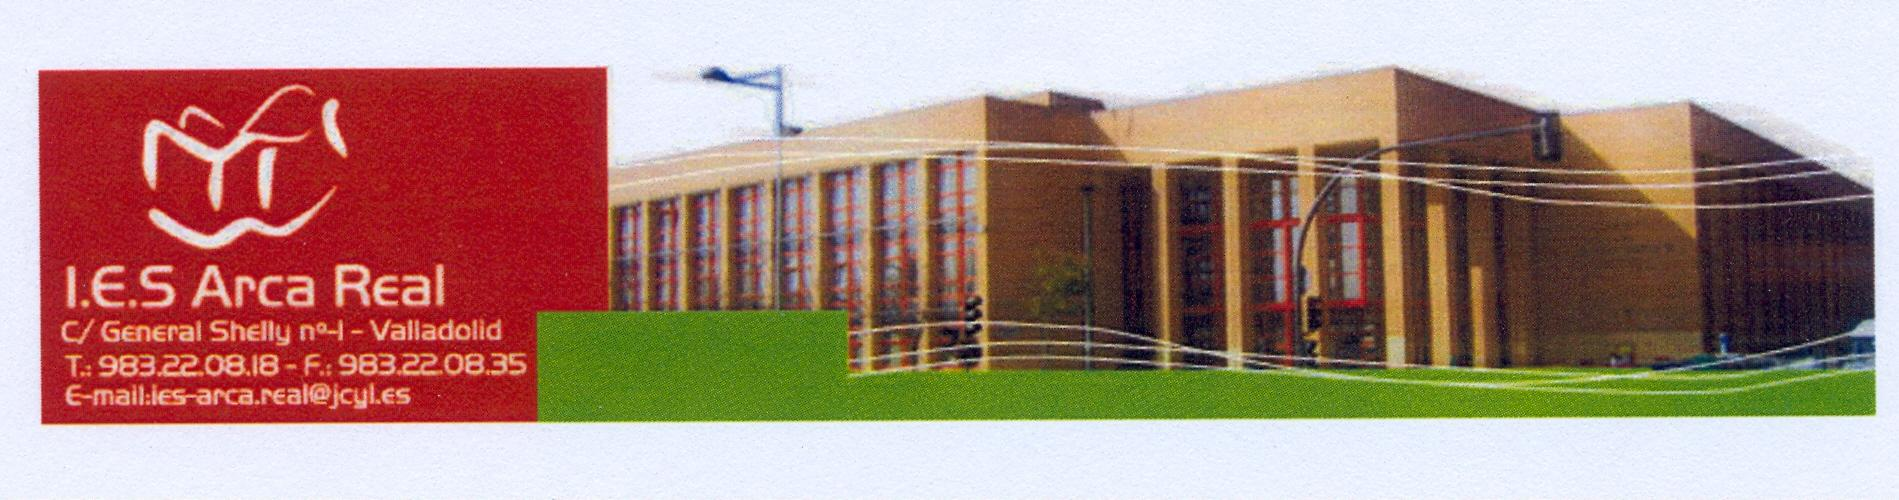 I.E.S Arca Real
C/ General Shelly nº-1 - Valladolid
T.: 983.22.08.18 - F.: 983.22.08.35
E-mail:ies-arca.real@jcyl.es